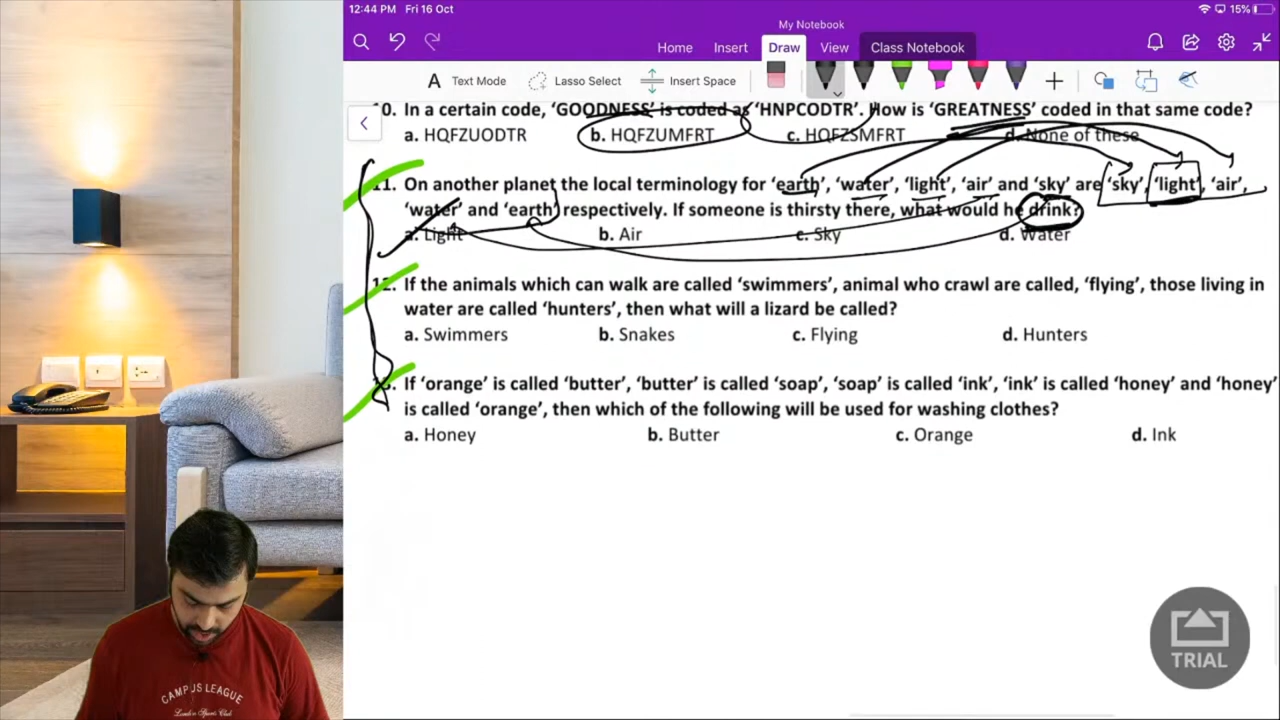 12:44 PM Fri 16 Oct
15%
My Notebook
Home Insert Draw View Class Notebook
A Text Mode Lasso Select Insert Space
10. In a certain code, 'GOODNESS' is coded as 'HNPCODTR'. How is 'GREATNESS' coded in that same code?
a. HQFZUODTR b. HQFZUMFRT c. HQFZSMFRT d. None of these
11. On another planet the local terminology for 'earth', 'water', 'light', 'air' and 'sky' are 'sky', 'light', 'air',
'water' and 'earth' respectively. If someone is thirsty there, what would he drink?
a. Light b. Air c. Sky d. Water
12. If the animals which can walk are called 'swimmers', animal who crawl are called, 'flying', those living in
water are called 'hunters', then what will a lizard be called?
a. Swimmers b. Snakes c. Flying d. Hunters
If 'orange' is called 'butter', 'butter' is called 'soap', 'soap' is called 'ink', 'ink' is called 'honey' and 'honey'
is called 'orange', then which of the following will be used for washing clothes?
a. Honey b. Butter c. Orange d. Ink
TRIAL
CAMPUS LEAGUE
London Sports Club